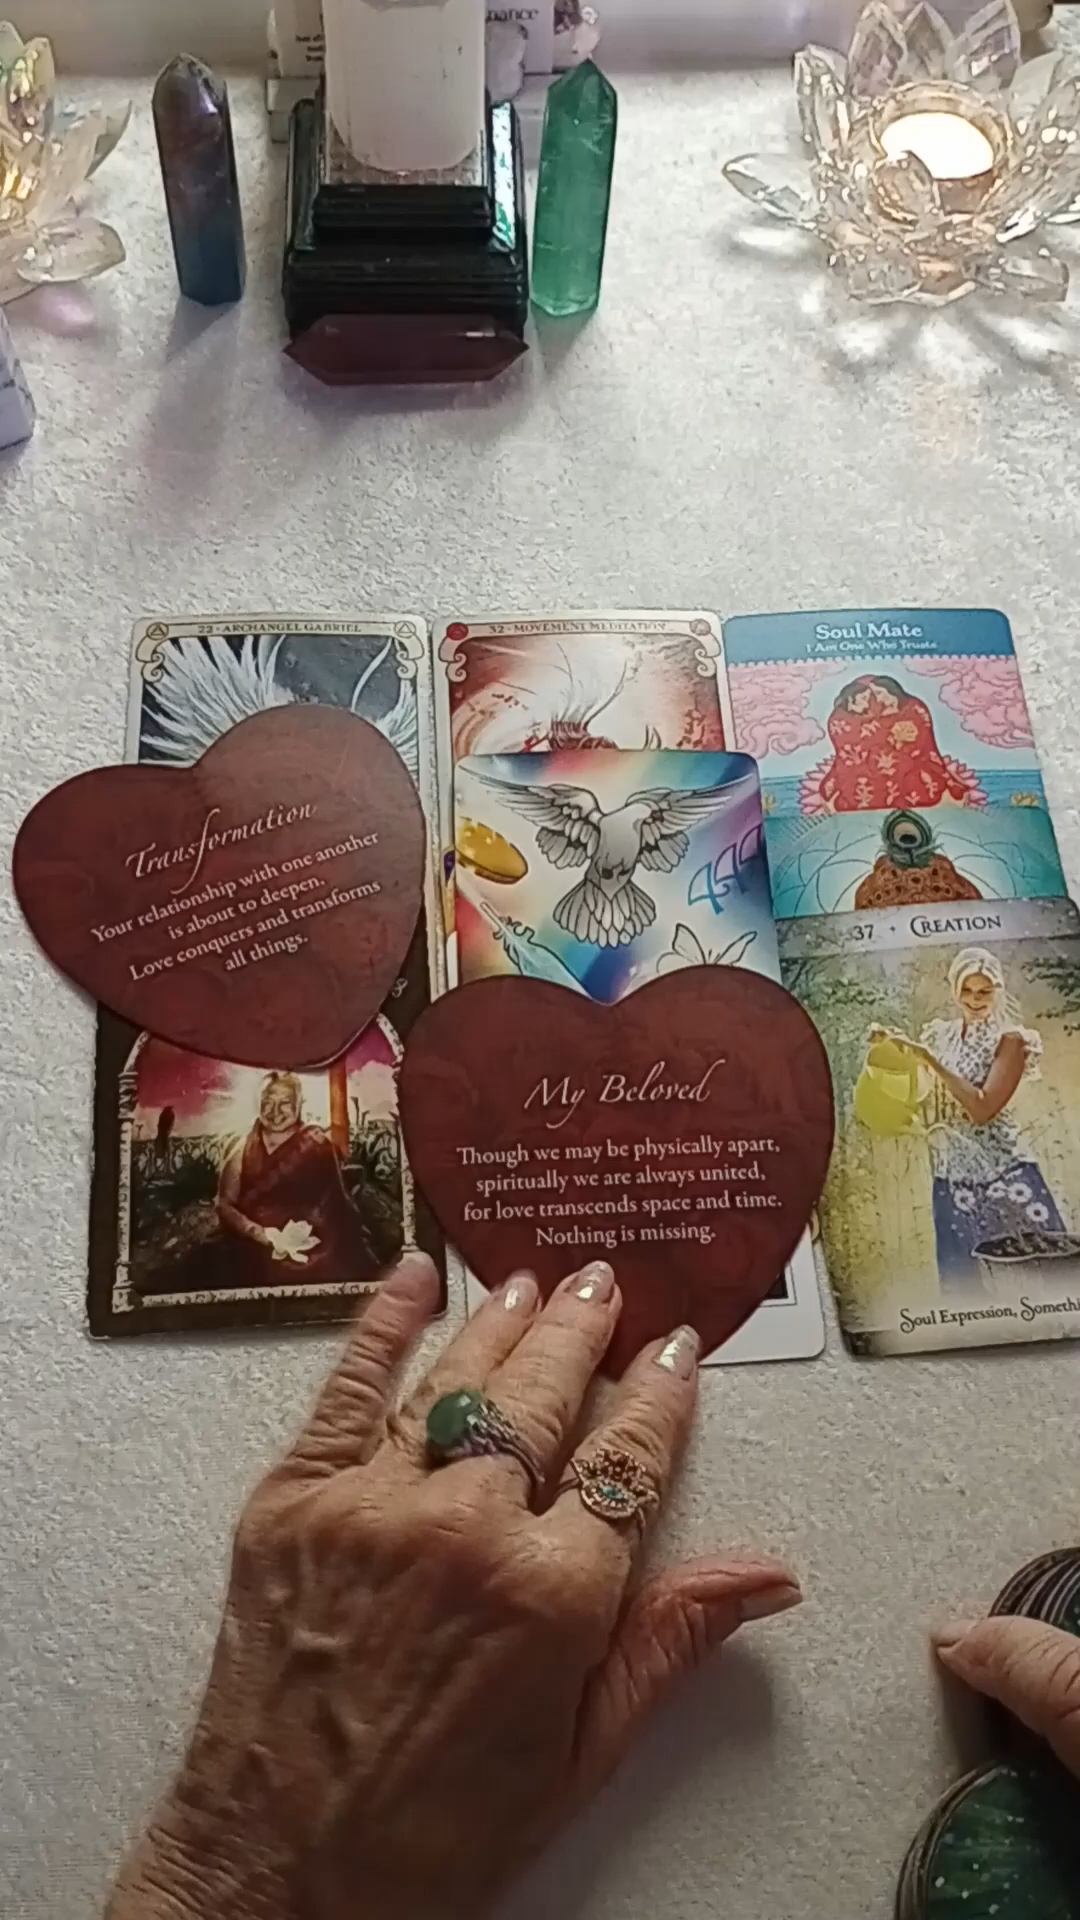 nance
22 - ARCHANGEL GABRIEL
32 - MOVEMENT MEDITATION
Soul Mate
I Am One Who Trusts
Transformation
Your relationship with one another
is about to deepen.
Love conquers and transforms
all things.
444
37 • CREATION
My Beloved
Though we may be physically apart,
spiritually we are always united,
for love transcends space and time.
Nothing is missing.
Soul Expression, Somethi